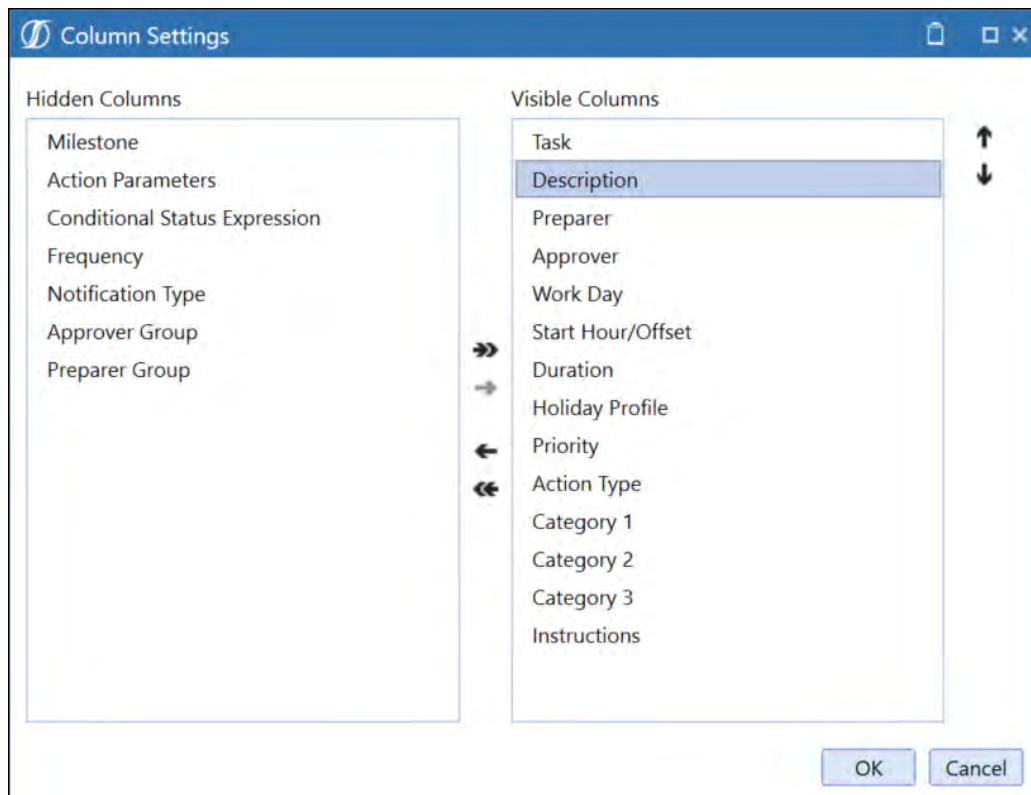 Column Settings
Hidden Columns
Milestone
Action Parameters
Conditional Status Expression
Frequency
Notification Type
Approver Group
Preparer Group
Visible Columns
Task
Description
Preparer
Approver
Work Day
Start Hour/Offset
Duration
Holiday Profile
Priority
Action Type
Category 1
Category 2
Category 3
Instructions
OK
Cancel